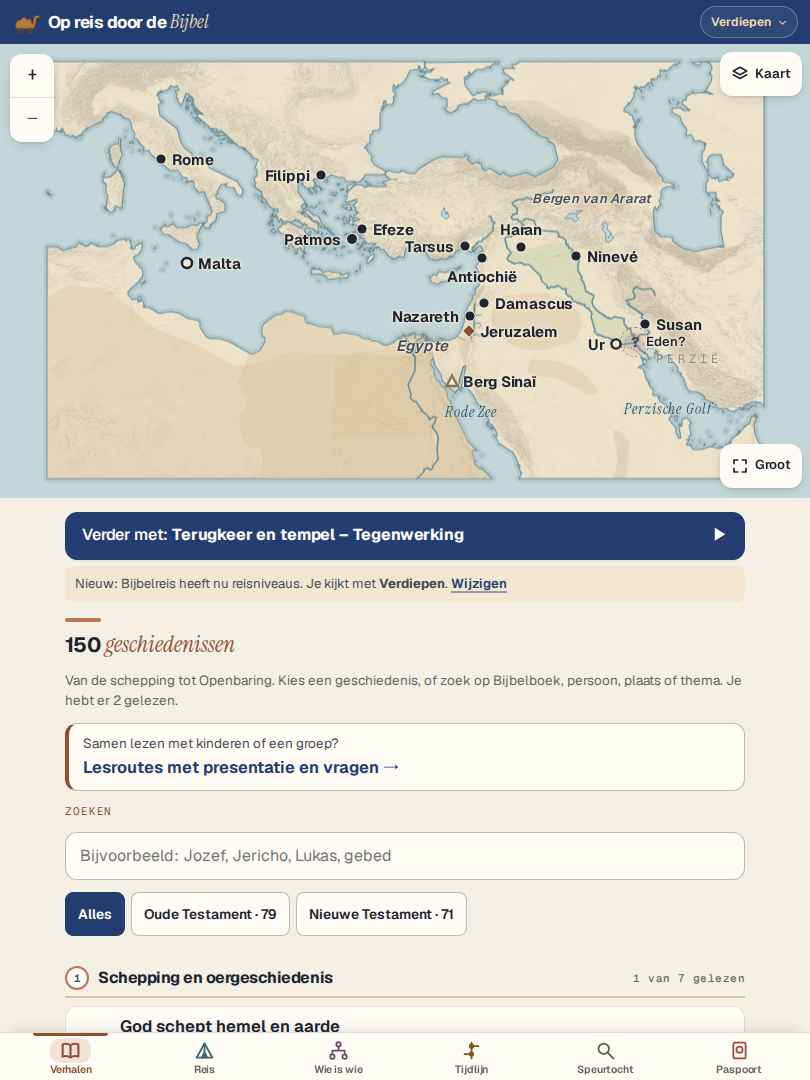 Op reis door de Bijbel
Verdiepen
+
Kaart
−
Rome
Filippi
Bergen van Ararat
Efeze
Haran
Patmos
Tarsus
Ninevé
Malta
Antiochië
Damascus
Nazareth
Susan
Jeruzalem
Ur
?
Eden?
Egypte
PERZIË
Berg Sinaï
Rode Zee
Perzische Golf
Groot
Verder met: Terugkeer en tempel – Tegenwerking
Nieuw: Bijbelreis heeft nu reisniveaus. Je kijkt met Verdiepen. Wijzigen
150 geschiedenissen
Van de schepping tot Openbaring. Kies een geschiedenis, of zoek op Bijbelboek, persoon, plaats of thema. Je
hebt er 2 gelezen.
Samen lezen met kinderen of een groep?
Lesroutes met presentatie en vragen →
ZOEKEN
Bijvoorbeeld: Jozef, Jericho, Lukas, gebed
Alles
Oude Testament · 79
Nieuwe Testament · 71
1 Schepping en oergeschiedenis
1 van 7 gelezen
God schept hemel en aarde
Verhalen
Reis
Wie is wie
Tijdlijn
Speurtocht
Paspoort